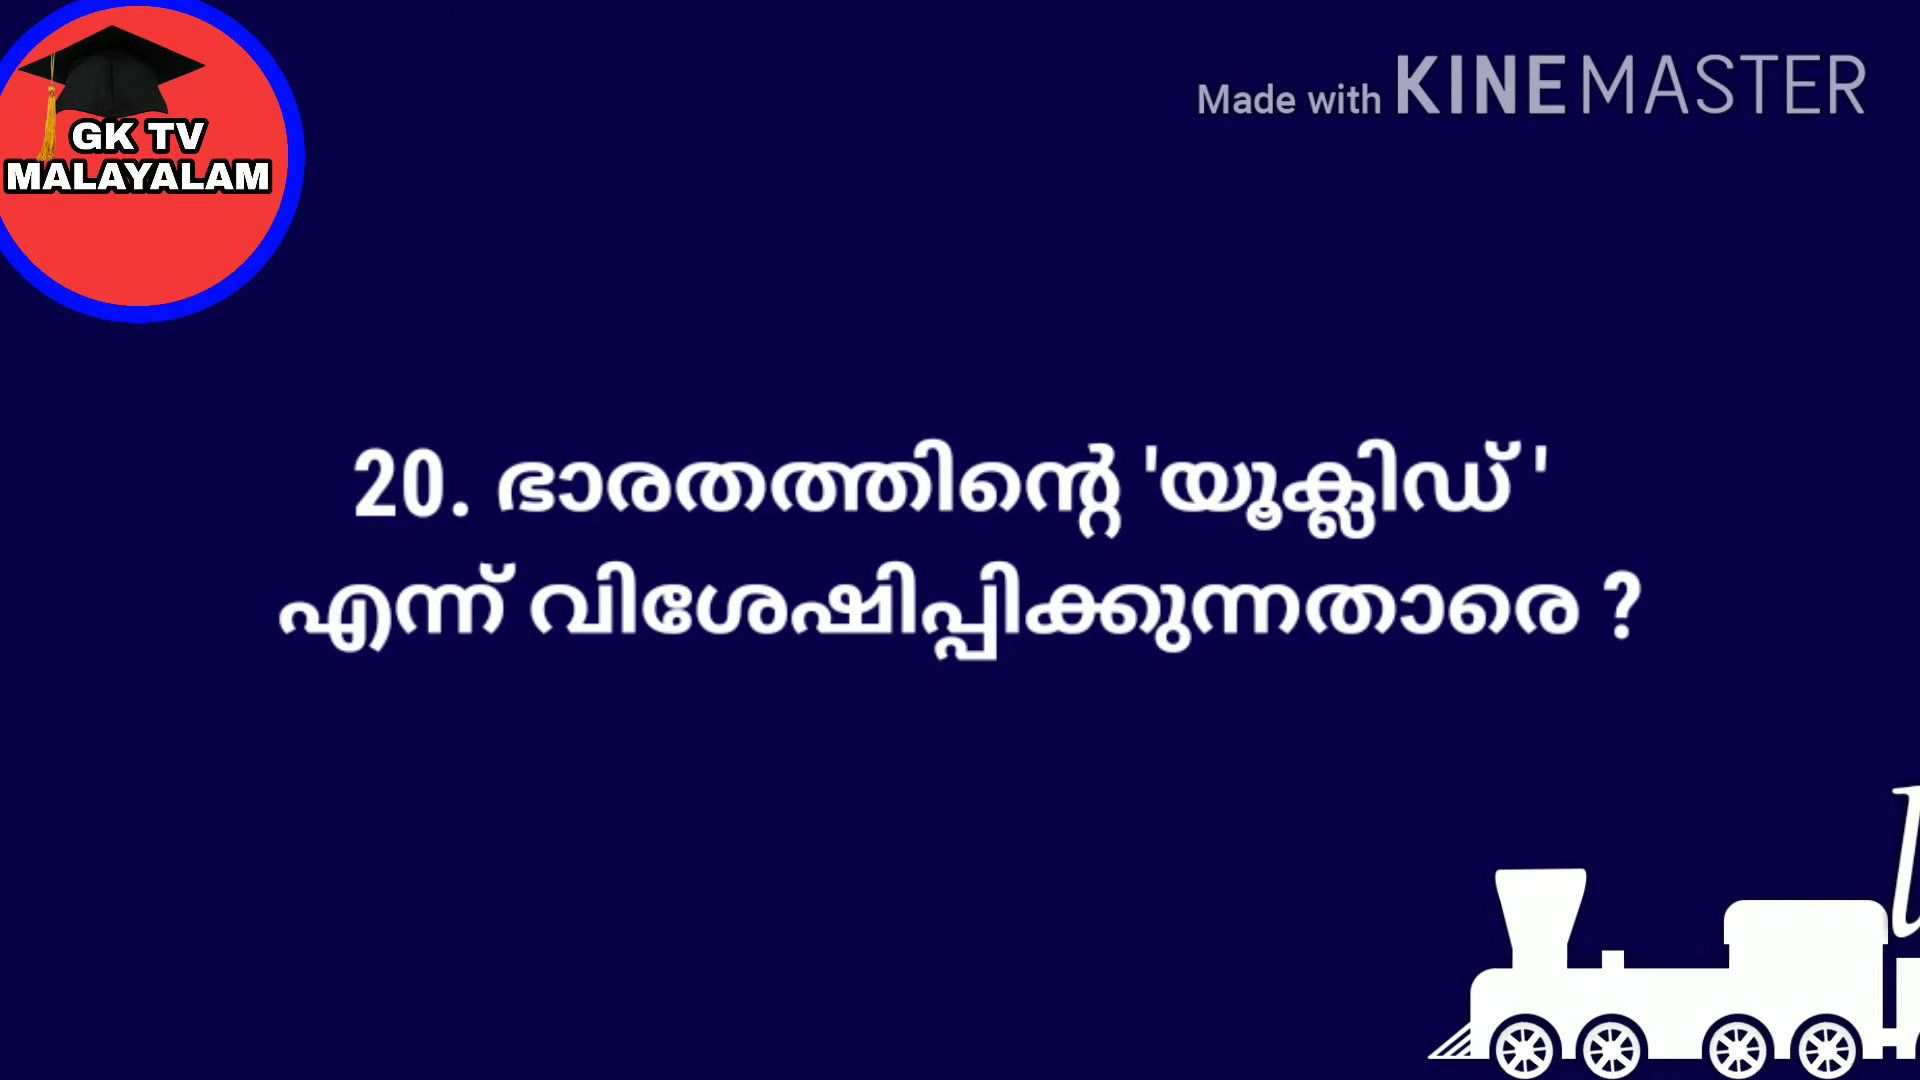 GK TV
MALAYALAM
Made with KINEMASTER
20. ഭാരതത്തിന്റെ 'യൂക്ലിഡ് '
എന്ന് വിശേഷിപ്പിക്കുന്നതാരെ ?